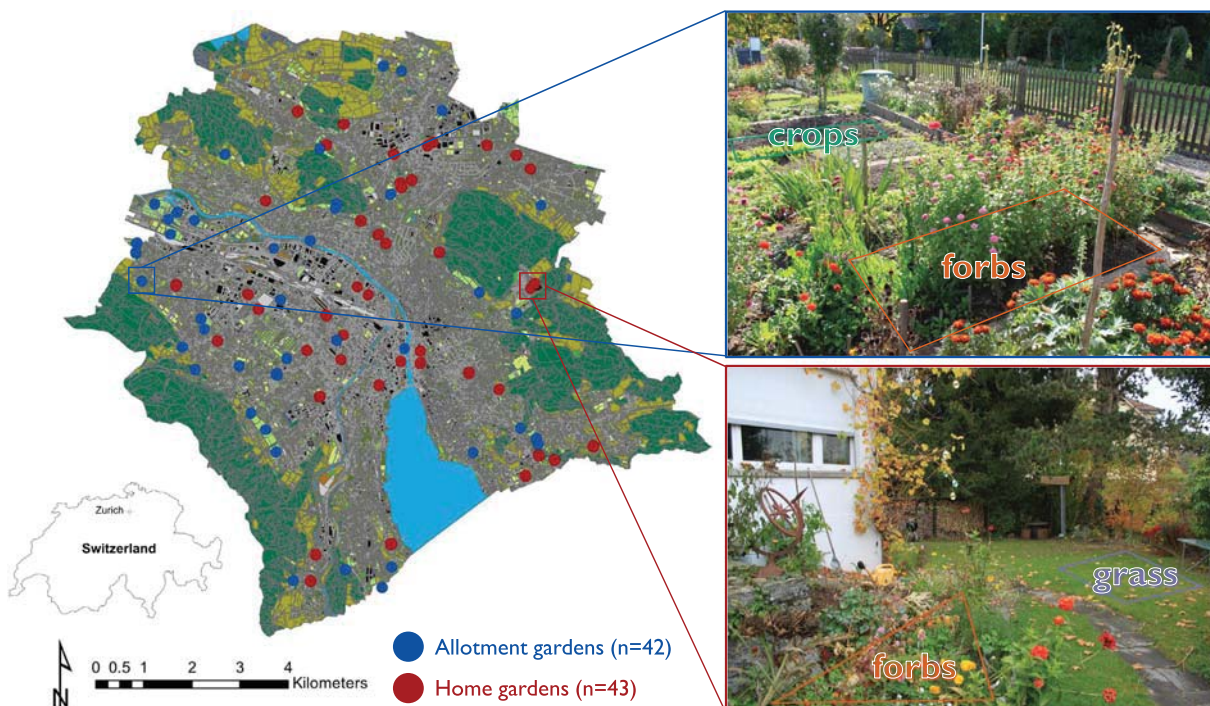 crops
forbs
grass
forbs
Zurich
Switzerland
N
0 0.5 1 2 3 4
Kilometers
Allotment gardens (n=42)
Home gardens (n=43)